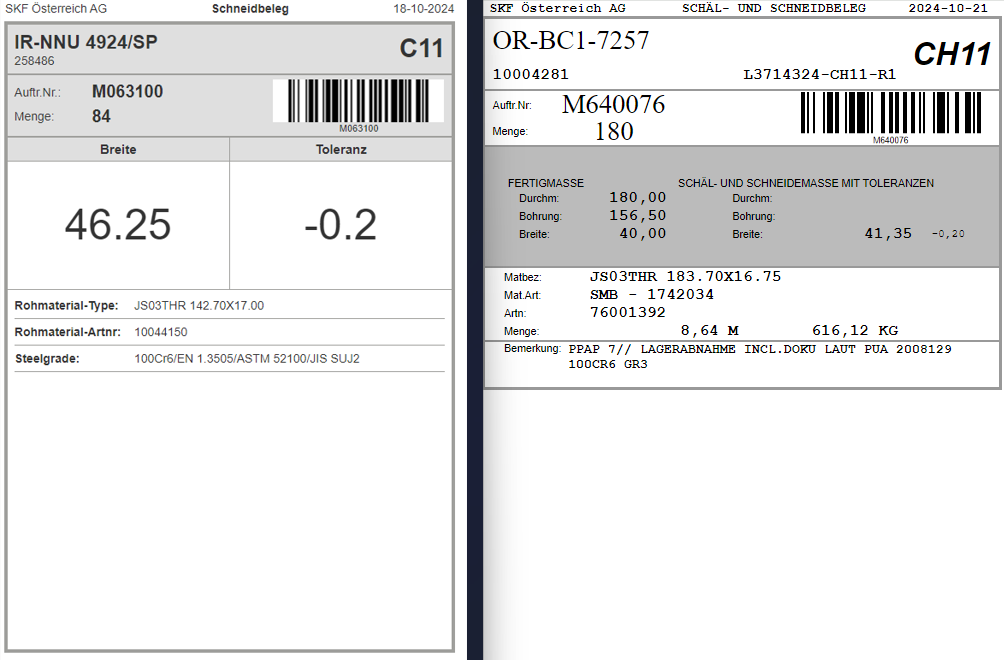 SKF Österreich AG Schneidbeleg 18-10-2024
IR-NNU 4924/SP C11
258486
Auftr.Nr.: M063100
Menge: 84
M063100
Breite Toleranz
46.25 -0.2
Rohmaterial-Type: JS03THR 142.70X17.00
Rohmaterial-Artnr: 10044150
Steelgrade: 100Cr6/EN 1.3505/ASTM 52100/JIS SUJ2
SKF Österreich AG SCHÄL- UND SCHNEIDBELEG 2024-10-21
OR-BC1-7257 CH11
10004281 L3714324-CH11-R1
Auftr.Nr: M640076
Menge: 180
M640076
FERTIGMASSE SCHÄL- UND SCHNEIDEMASSE MIT TOLERANZEN
Durchm: 180,00 Durchm:
Bohrung: 156,50 Bohrung:
Breite: 40,00 Breite: 41,35 -0,20
Matbez: JS03THR 183.70X16.75
Mat.Art: SMB - 1742034
Artn: 76001392
Menge: 8,64 M 616,12 KG
Bemerkung: PPAP 7// LAGERABNAHME INCL.DOKU LAUT PUA 2008129
100CR6 GR3